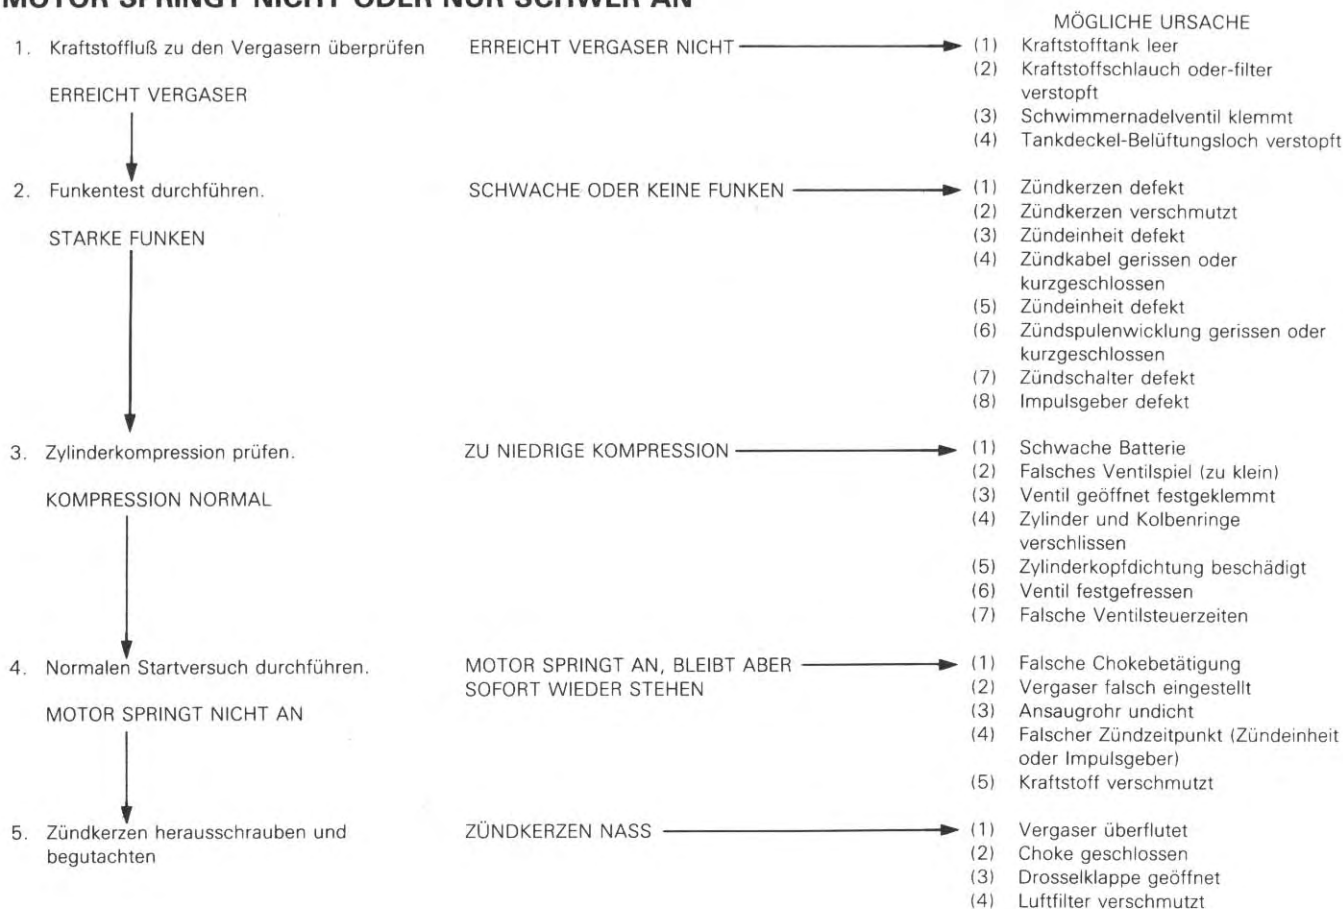 MOTOR SPRINGT NICHT ODER NUR SCHWER AN
MÖGLICHE URSACHE
1. Kraftstoffluß zu den Vergasern überprüfen
ERREICHT VERGASER NICHT
(1) Kraftstofftank leer
(2) Kraftstoffschlauch oder-filter
verstopft
(3) Schwimmernadelventil klemmt
(4) Tankdeckel-Belüftungsloch verstopft
ERREICHT VERGASER
2. Funkentest durchführen.
SCHWACHE ODER KEINE FUNKEN
(1) Zündkerzen defekt
(2) Zündkerzen verschmutzt
(3) Zündeinheit defekt
(4) Zündkabel gerissen oder
kurzgeschlossen
(5) Zündeinheit defekt
(6) Zündspulenwicklung gerissen oder
kurzgeschlossen
(7) Zündschalter defekt
(8) Impulsgeber defekt
STARKE FUNKEN
3. Zylinderkompression prüfen.
ZU NIEDRIGE KOMPRESSION
(1) Schwache Batterie
(2) Falsches Ventilspiel (zu klein)
(3) Ventil geöffnet festgeklemmt
(4) Zylinder und Kolbenringe
verschlissen
(5) Zylinderkopfdichtung beschädigt
(6) Ventil festgefressen
(7) Falsche Ventilsteuerzeiten
KOMPRESSION NORMAL
4. Normalen Startversuch durchführen.
MOTOR SPRINGT AN, BLEIBT ABER
SOFORT WIEDER STEHEN
(1) Falsche Chokebetätigung
(2) Vergaser falsch eingestellt
(3) Ansaugrohr undicht
(4) Falscher Zündzeitpunkt (Zündeinheit
oder Impulsgeber)
(5) Kraftstoff verschmutzt
MOTOR SPRINGT NICHT AN
5. Zündkerzen herausschrauben und
begutachten
ZÜNDKERZEN NASS
(1) Vergaser überflutet
(2) Choke geschlossen
(3) Drosselklappe geöffnet
(4) Luftfilter verschmutzt